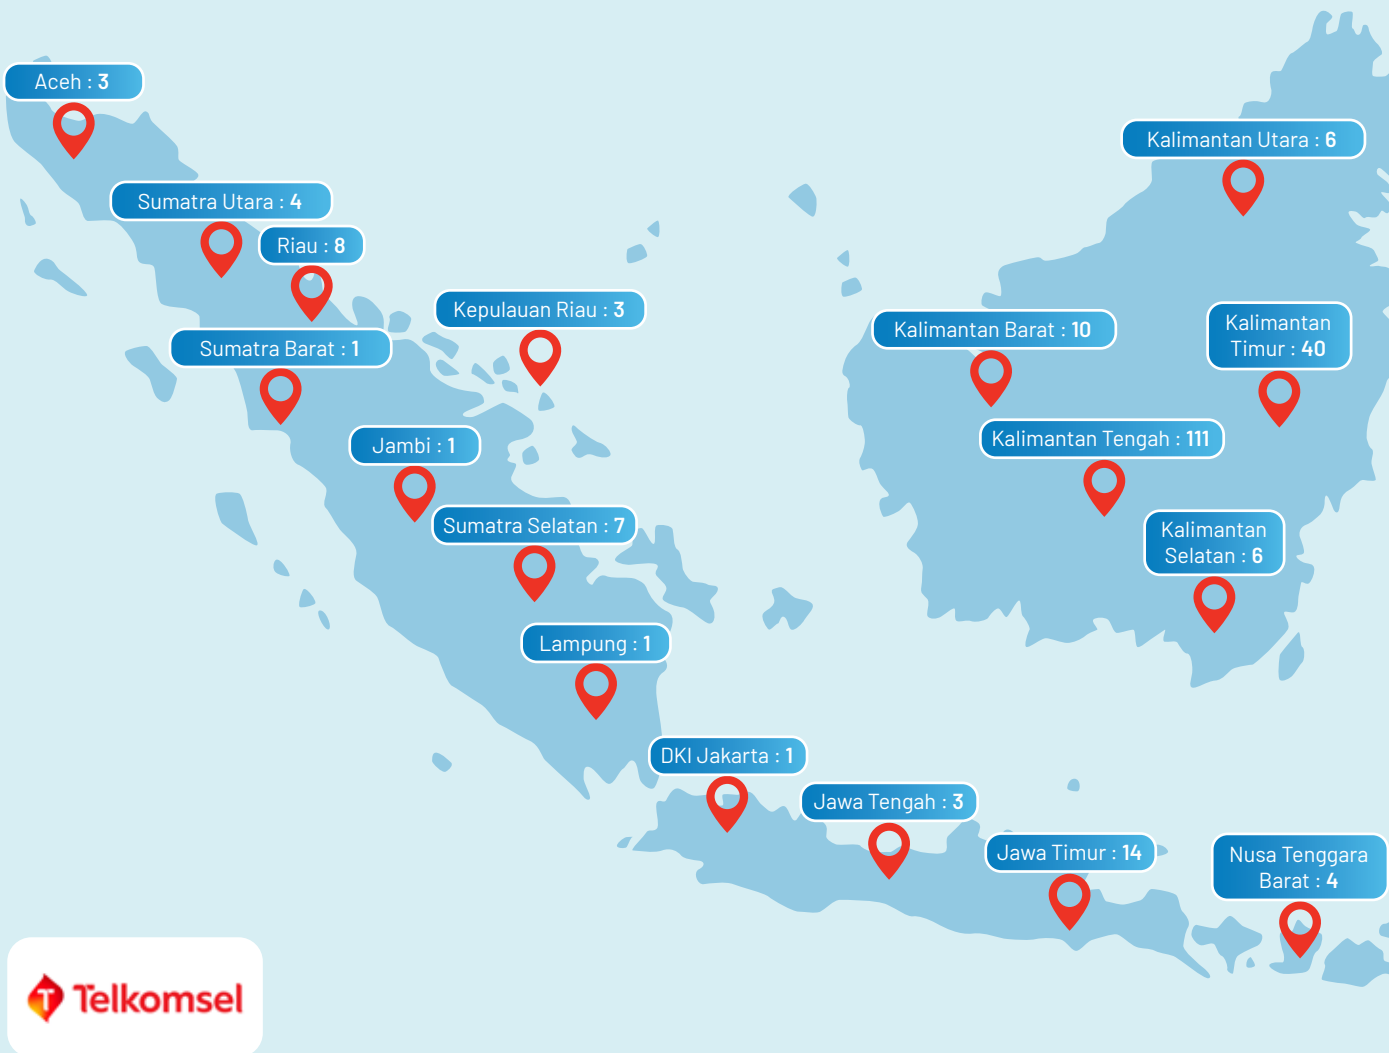 Aceh : 3
Sumatra Utara : 4
Riau : 8
Kepulauan Riau : 3
Sumatra Barat : 1
Jambi : 1
Sumatra Selatan : 7
Lampung : 1
Kalimantan Utara : 6
Kalimantan Barat : 10
Kalimantan
Timur : 40
Kalimantan Tengah : 111
Kalimantan
Selatan : 6
DKI Jakarta : 1
Jawa Tengah : 3
Jawa Timur : 14
Nusa Tenggara
Barat : 4
Telkomsel